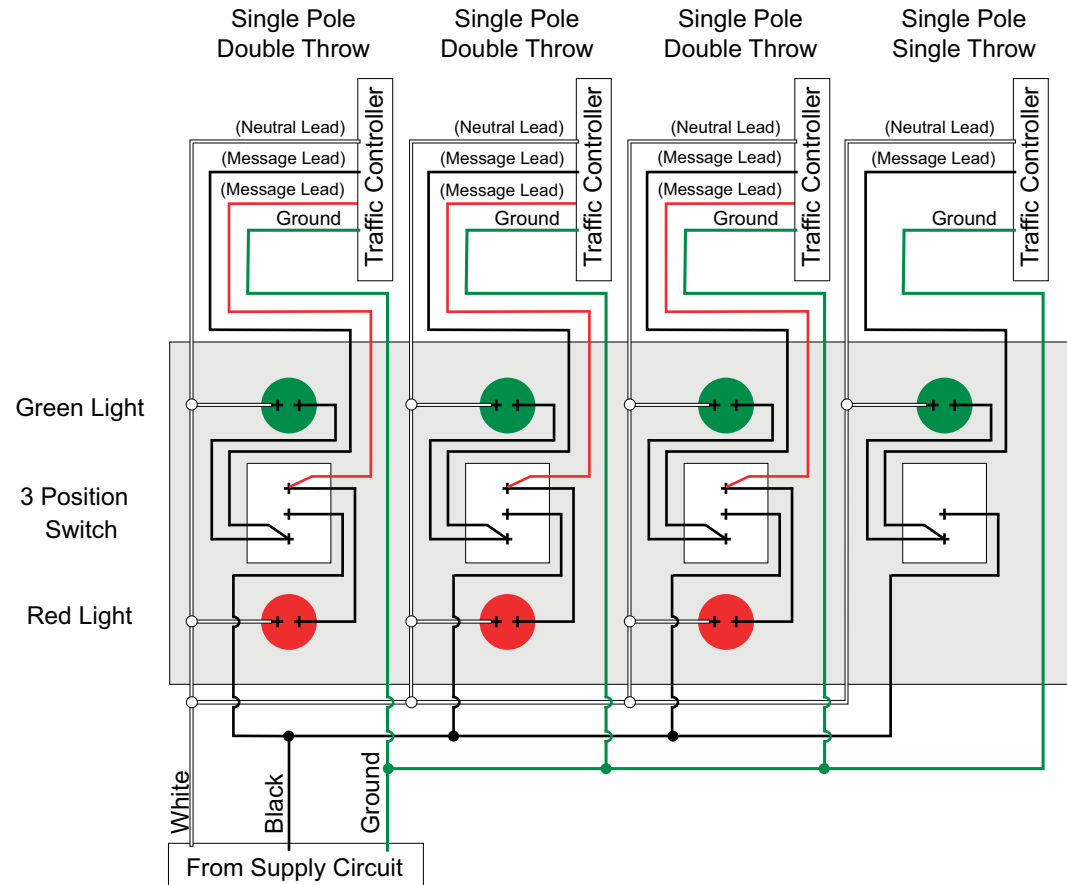 Single Pole
Double Throw
Single Pole
Double Throw
Single Pole
Double Throw
Single Pole
Single Throw
(Neutral Lead)
(Message Lead)
(Message Lead)
Ground
Traffic Controller
(Neutral Lead)
(Message Lead)
(Message Lead)
Ground
Traffic Controller
(Neutral Lead)
(Message Lead)
(Message Lead)
Ground
Traffic Controller
(Neutral Lead)
(Message Lead)
Ground
Traffic Controller
Green Light
3 Position
Switch
Red Light
White
Black
Ground
From Supply Circuit